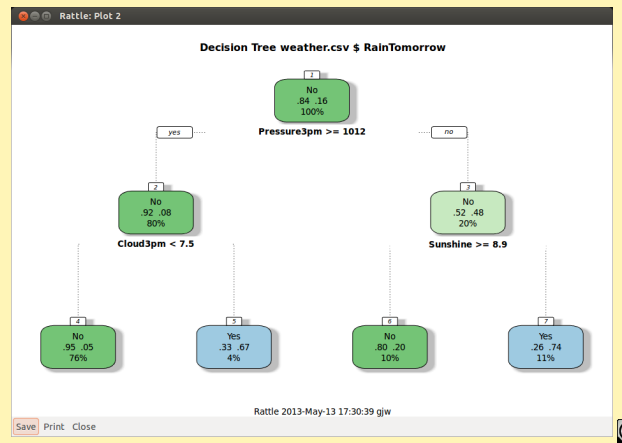 Rattle: Plot 2
Decision Tree weather.csv $ RainTomorrow
1
No
.84 .16
100%
yes
Pressure3pm >= 1012
no
2
No
.92 .08
80%
Cloud3pm < 7.5
3
No
.52 .48
20%
Sunshine >= 8.9
4
No
.95 .05
76%
5
Yes
.33 .67
4%
6
No
.80 .20
10%
7
Yes
.26 .74
11%
Rattle 2013-May-13 17:30:39 gjw
Save Print Close